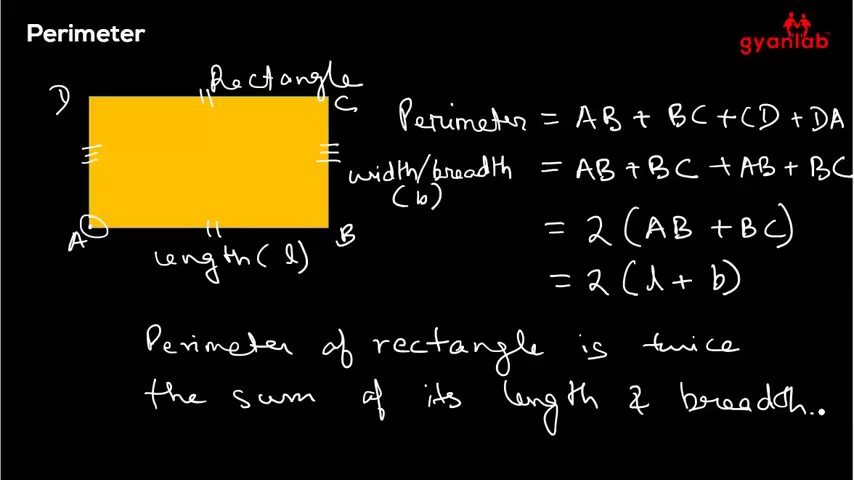 Perimeter
gyanlab
Rectangle
D
C
Perimeter = AB + BC + CD + DA
width/breadth
(b)
= AB + BC + AB + BC
A
B
= 2 (AB + BC)
length (l)
= 2 (l + b)
Perimeter of rectangle is twice
the sum of its length & breadth..